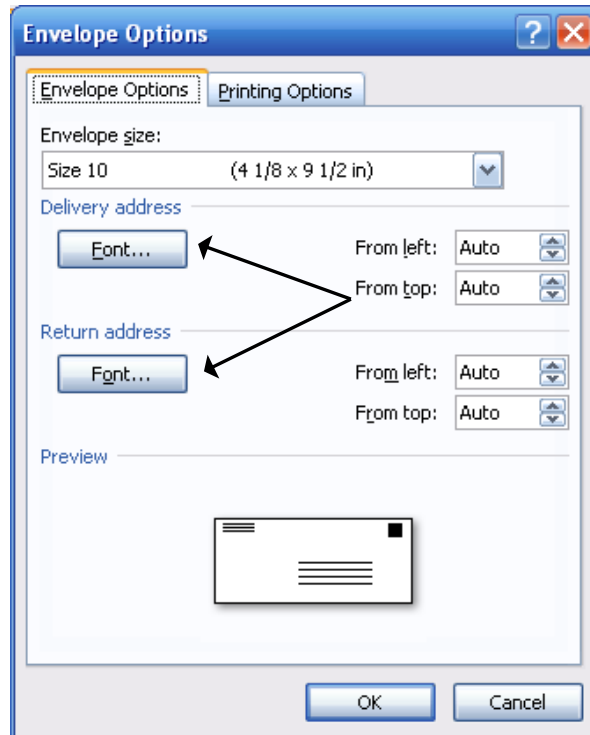 Envelope Options
Envelope Options Printing Options
Envelope size:
Size 10 (4 1/8 x 9 1/2 in)
Delivery address
Font... From left: Auto
From top: Auto
Return address
Font... From left: Auto
From top: Auto
Preview
OK Cancel